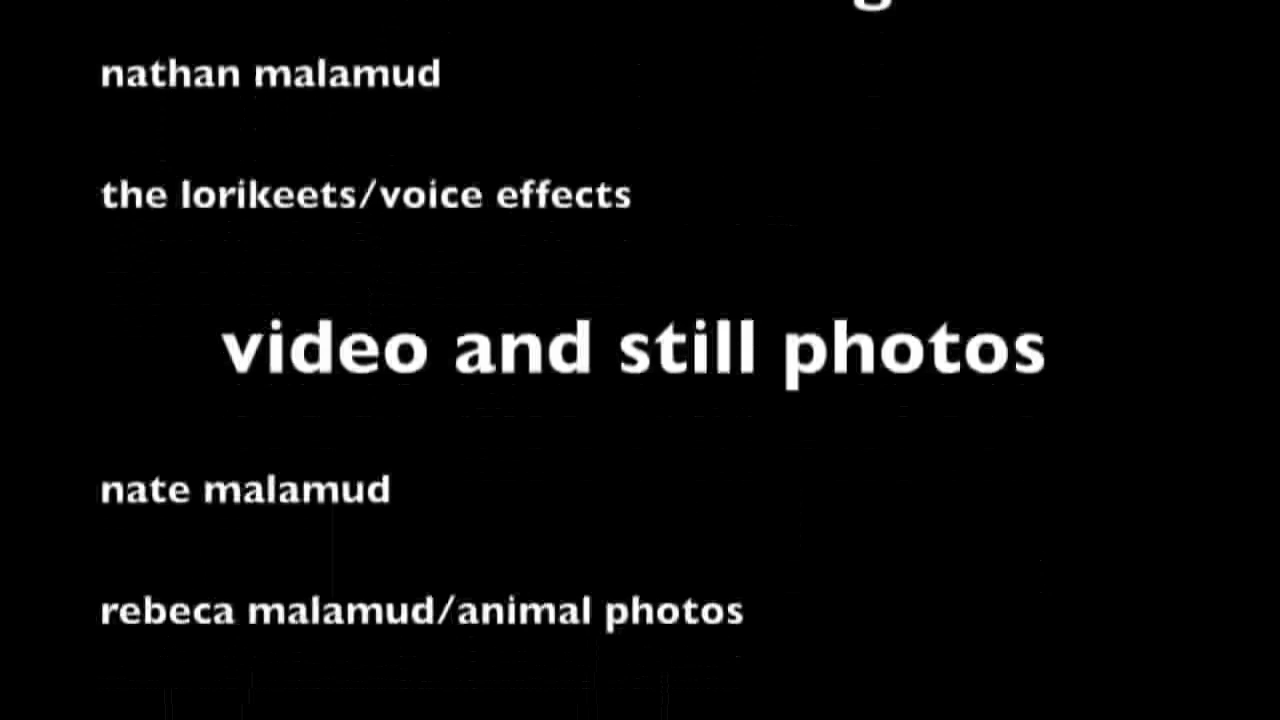 nathan malamud
the lorikeets/voice effects
video and still photos
nate malamud
rebeca malamud/animal photos